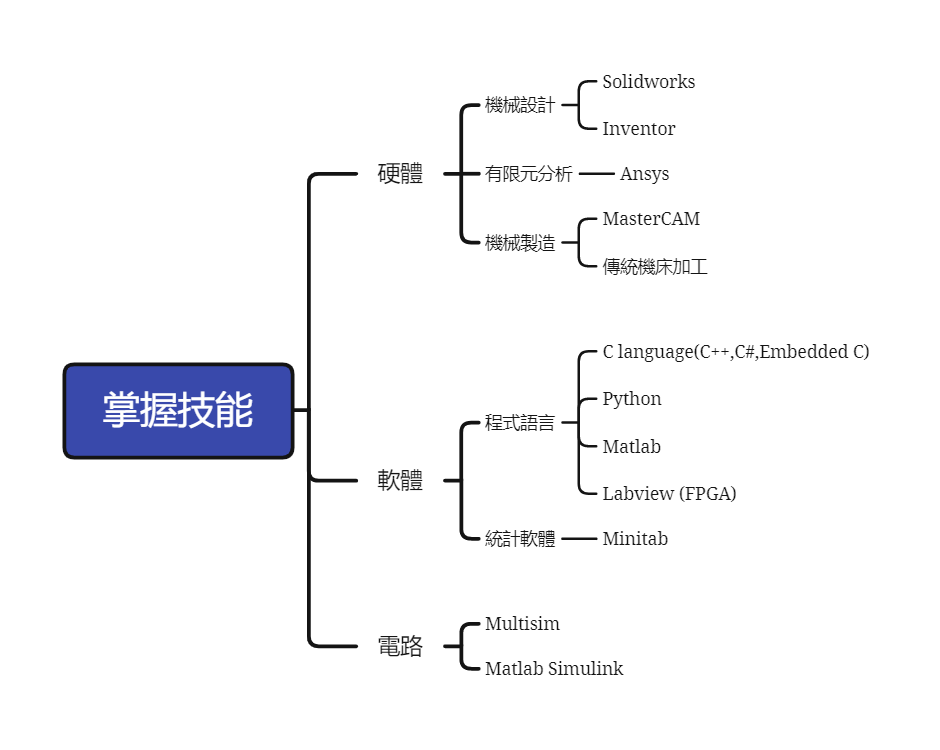 掌握技能
硬體
機械設計
Solidworks
Inventor
有限元分析
Ansys
機械製造
MasterCAM
傳統機床加工
軟體
程式語言
C language(C++,C#,Embedded C)
Python
Matlab
Labview (FPGA)
統計軟體
Minitab
電路
Multisim
Matlab Simulink